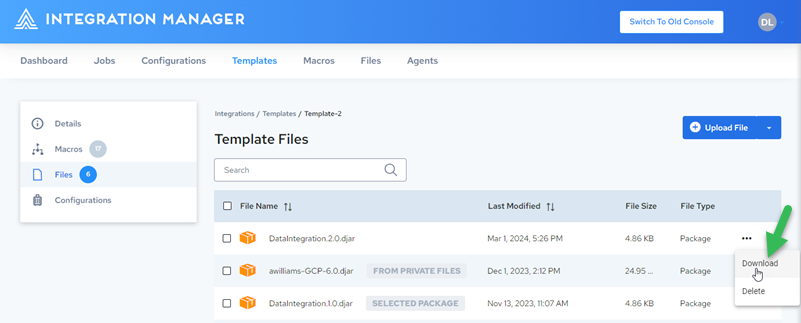 INTEGRATION MANAGER
Switch To Old Console
DL
Dashboard Jobs Configurations Templates Macros Files Agents
Details
Macros 17
Files 6
Configurations
Integrations / Templates / Template-2
Template Files
Upload File
Search
File Name Last Modified File Size File Type
DataIntegration.2.0.djar Mar 1, 2024, 5:26 PM 4.86 KB Package
awilliams-GCP-6.0.djar FROM PRIVATE FILES Dec 1, 2023, 2:12 PM 24.95 ... Package
DataIntegration.1.0.djar SELECTED PACKAGE Nov 13, 2023, 11:07 AM 4.86 KB Package
Download
Delete